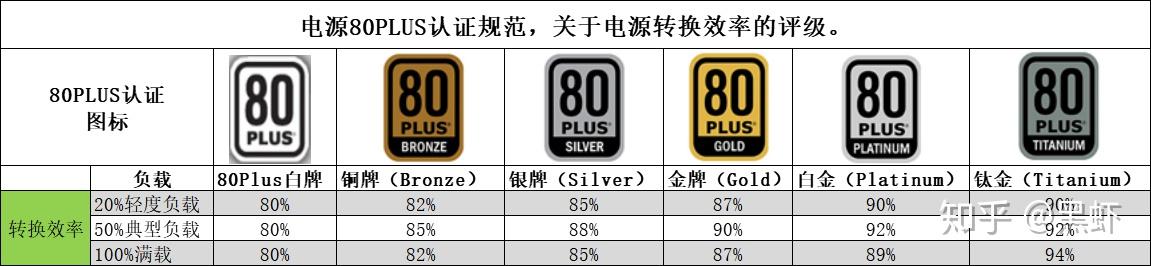 电源80PLUS认证规范，关于电源转换效率的评级。
80PLUS认证
图标
80 PLUS
80 PLUS BRONZE
80 PLUS SILVER
80 PLUS GOLD
80 PLUS PLATINUM
80 PLUS TITANIUM
负载 80Plus白牌 铜牌（Bronze） 银牌（Silver） 金牌（Gold） 白金（Platinum） 钛金（Titanium）
转换效率
20%轻度负载 80% 82% 85% 87% 90% 90%
50%典型负载 80% 85% 88% 90% 92% 92%
100%满载 80% 82% 85% 87% 89% 94%
知乎 @黑虾